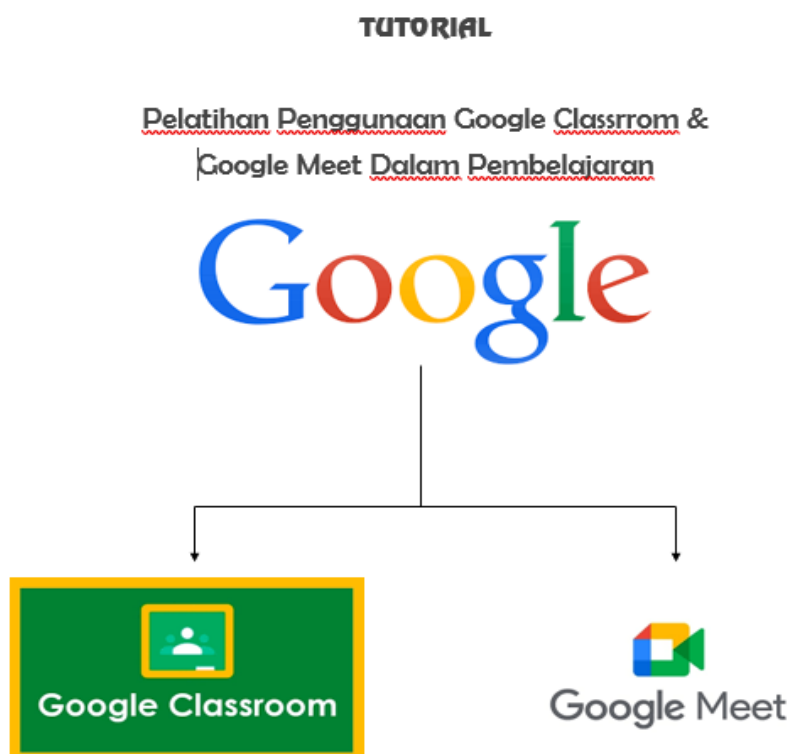 TUTORIAL
Pelatihan Penggunaan Google Classrrom &
Google Meet Dalam Pembelajaran
Google
Google Classroom
Google Meet